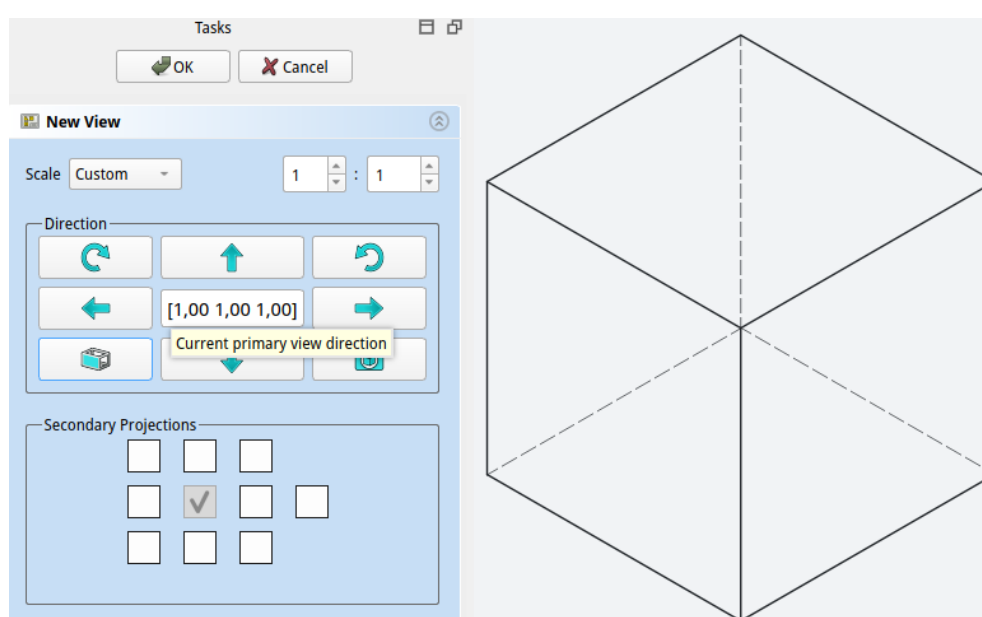 Tasks
OK Cancel
New View
Scale Custom 1 : 1
Direction
[1,00 1,00 1,00]
Current primary view direction
Secondary Projections